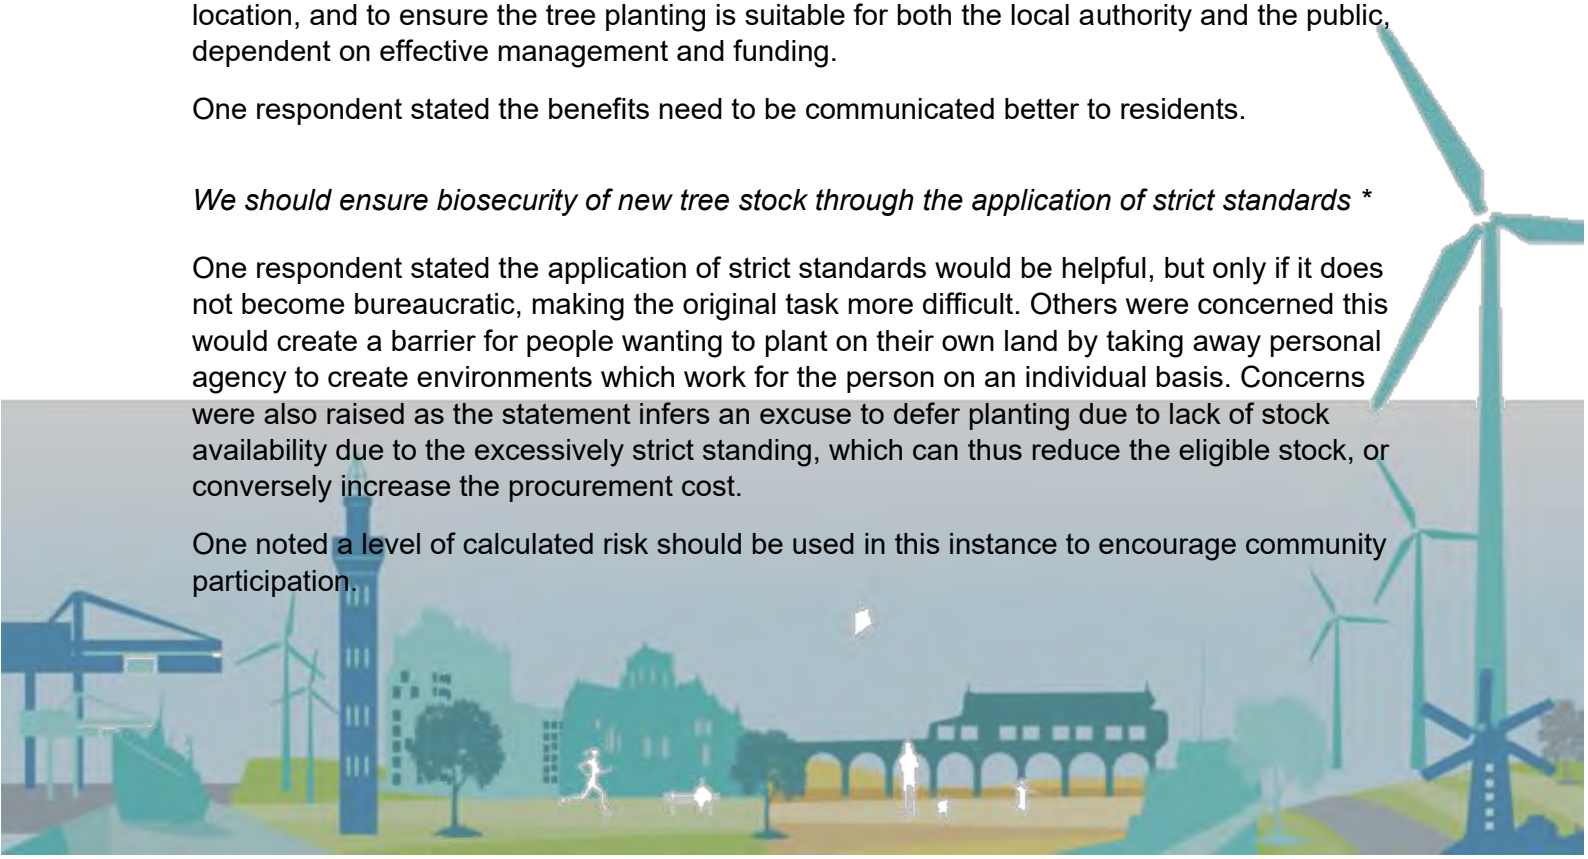 location, and to ensure the tree planting is suitable for both the local authority and the public,
dependent on effective management and funding.
One respondent stated the benefits need to be communicated better to residents.
We should ensure biosecurity of new tree stock through the application of strict standards *
One respondent stated the application of strict standards would be helpful, but only if it does
not become bureaucratic, making the original task more difficult. Others were concerned this
would create a barrier for people wanting to plant on their own land by taking away personal
agency to create environments which work for the person on an individual basis. Concerns
were also raised as the statement infers an excuse to defer planting due to lack of stock
availability due to the excessively strict standing, which can thus reduce the eligible stock, or
conversely increase the procurement cost.
One noted a level of calculated risk should be used in this instance to encourage community
participation.